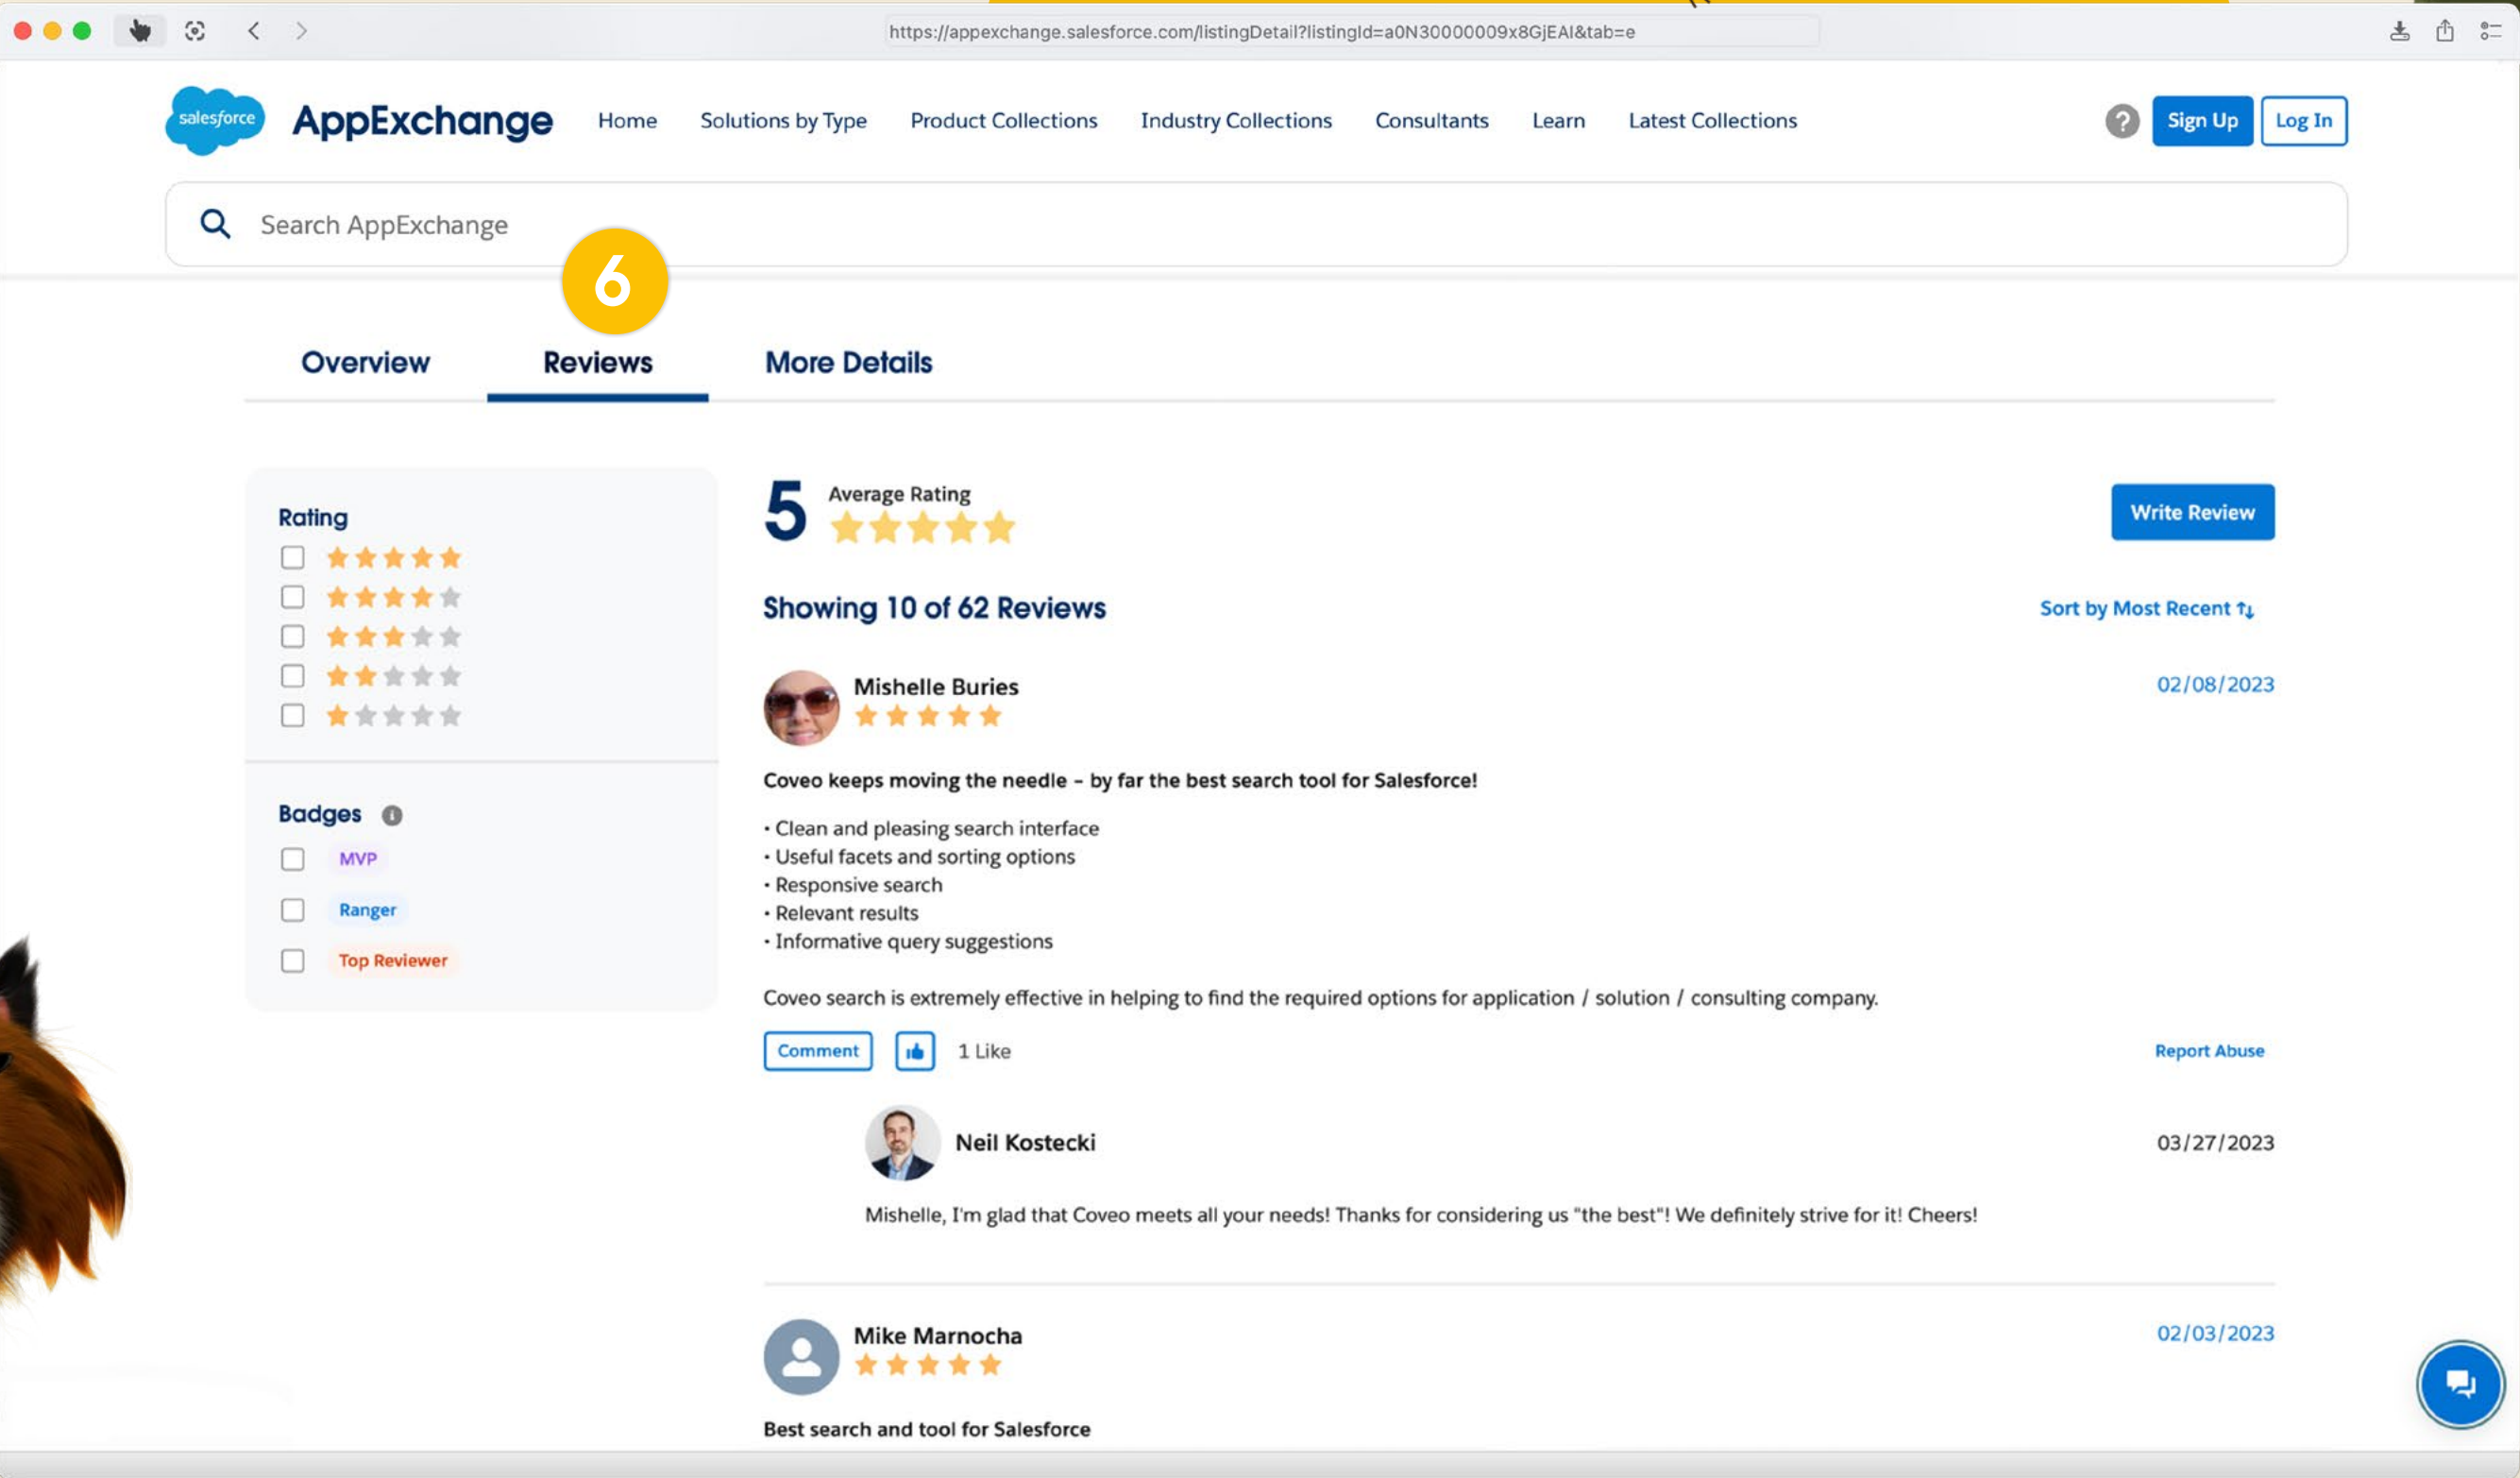 https://appexchange.salesforce.com/listingDetail?listingId=a0N30000009x8GjEAI&tab=e
salesforce AppExchange Home Solutions by Type Product Collections Industry Collections Consultants Learn Latest Collections ? Sign Up Log In
Search AppExchange
6
Overview Reviews More Details
Rating
5 Average Rating
Write Review
Showing 10 of 62 Reviews
Sort by Most Recent
Mishelle Buries
02/08/2023
Coveo keeps moving the needle – by far the best search tool for Salesforce!
Badges
MVP
Ranger
Top Reviewer
• Clean and pleasing search interface
• Useful facets and sorting options
• Responsive search
• Relevant results
• Informative query suggestions
Coveo search is extremely effective in helping to find the required options for application / solution / consulting company.
Comment 1 Like Report Abuse
Neil Kostecki 03/27/2023
Mishelle, I'm glad that Coveo meets all your needs! Thanks for considering us "the best"! We definitely strive for it! Cheers!
Mike Marnocha 02/03/2023
Best search and tool for Salesforce